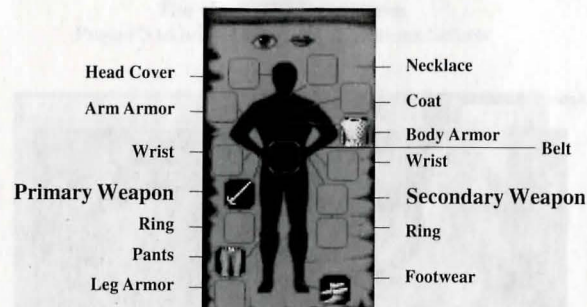 Head Cover
Necklace
Arm Armor
Coat
Body Armor
Belt
Wrist
Wrist
Primary Weapon
Secondary Weapon
Ring
Ring
Pants
Leg Armor
Footwear